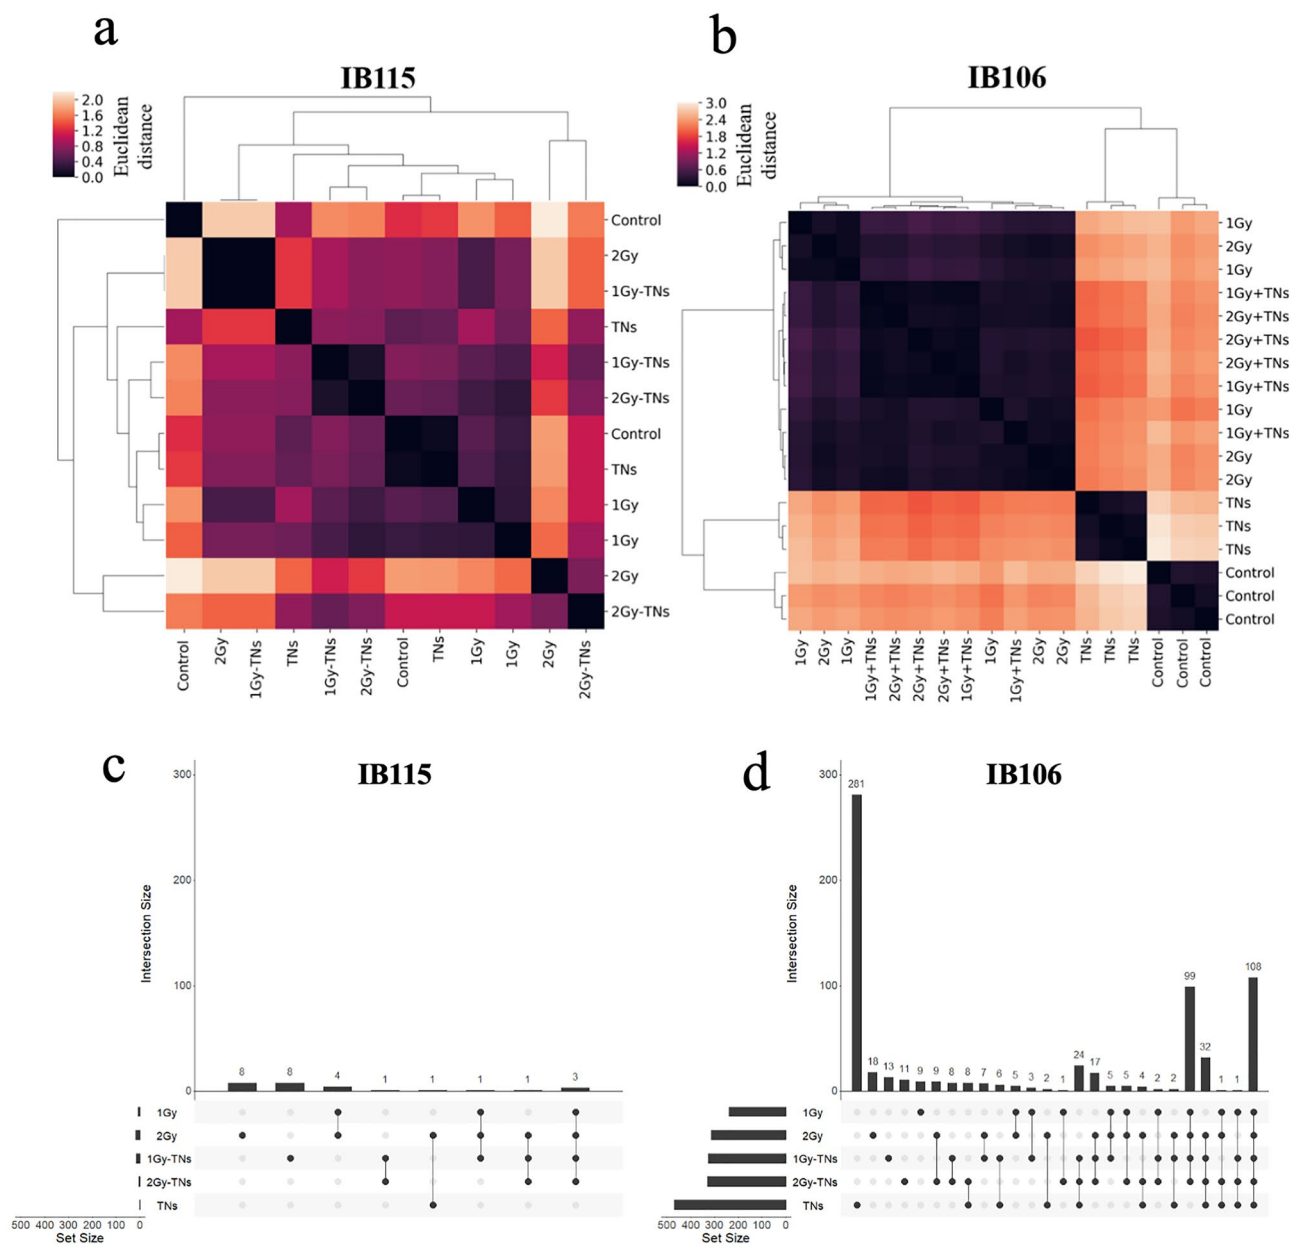 a
IB115
2.0
1.6
1.2
0.8
0.4
0.0
Euclidean
distance
Control
2Gy
1Gy-TNs
TNs
1Gy-TNs
2Gy-TNs
Control
TNs
1Gy
1Gy
2Gy
2Gy-TNs
Control
2Gy
1Gy-TNs
TNs
1Gy-TNs
2Gy-TNs
Control
TNs
1Gy
1Gy
2Gy
2Gy-TNs
b
IB106
3.0
2.4
1.8
1.2
0.6
0.0
Euclidean
distance
1Gy
2Gy
1Gy
1Gy+TNs
2Gy+TNs
2Gy+TNs
2Gy+TNs
1Gy+TNs
1Gy
1Gy+TNs
2Gy
2Gy
TNs
TNs
TNs
Control
Control
Control
1Gy
2Gy
1Gy
1Gy+TNs
2Gy+TNs
2Gy+TNs
2Gy+TNs
1Gy+TNs
1Gy
1Gy+TNs
2Gy
2Gy
TNs
TNs
TNs
Control
Control
Control
c
IB115
300
200
100
0
Intersection Size
8 8 4 1 1 1 1 3
1Gy
2Gy
1Gy-TNs
2Gy-TNs
TNs
500 400 300 200 100 0
Set Size
d
IB106
300
200
100
0
Intersection Size
281 18 13 11 9 9 8 8 7 6 5 3 2 1 24 17 5 5 4 2 2 99 32 1 1 108
1Gy
2Gy
1Gy-TNs
2Gy-TNs
TNs
500 400 300 200 100 0
Set Size